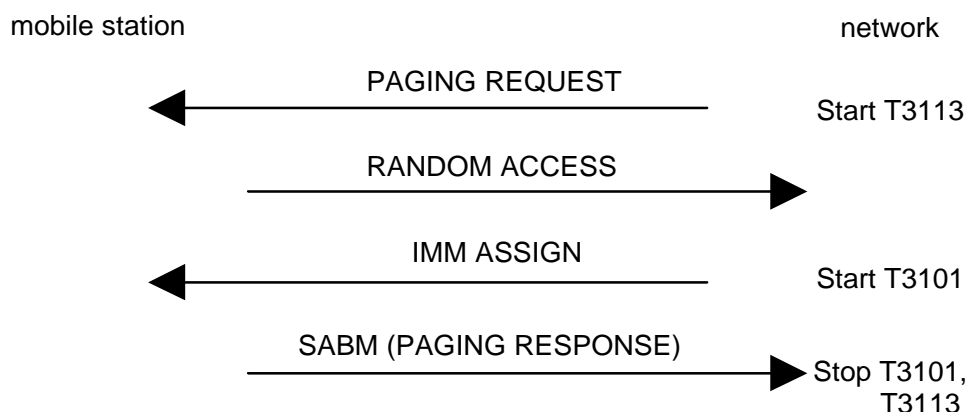 mobile station
network
PAGING REQUEST
Start T3113
RANDOM ACCESS
IMM ASSIGN
Start T3101
SABM (PAGING RESPONSE)
Stop T3101,
T3113